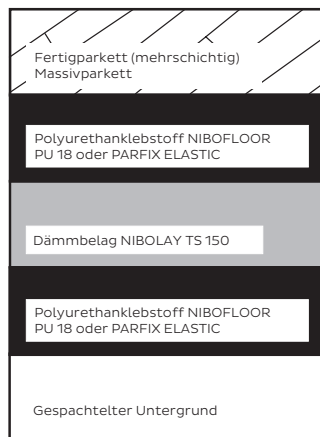 Fertigparkett (mehrschichtig)
Massivparkett
Polyurethanklebstoff NIBOFLOOR
PU 18 oder PARFIX ELASTIC
Dämmbelag NIBOLAY TS 150
Polyurethanklebstoff NIBOFLOOR
PU 18 oder PARFIX ELASTIC
Gespachtelter Untergrund